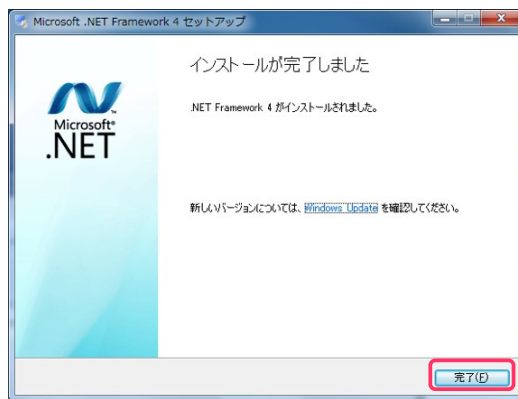 Microsoft .NET Framework 4 セットアップ
インストールが完了しました
.NET Framework 4 がインストールされました。
Microsoft®
.NET
新しいバージョンについては、Windows Update を確認してください。
完了(F)